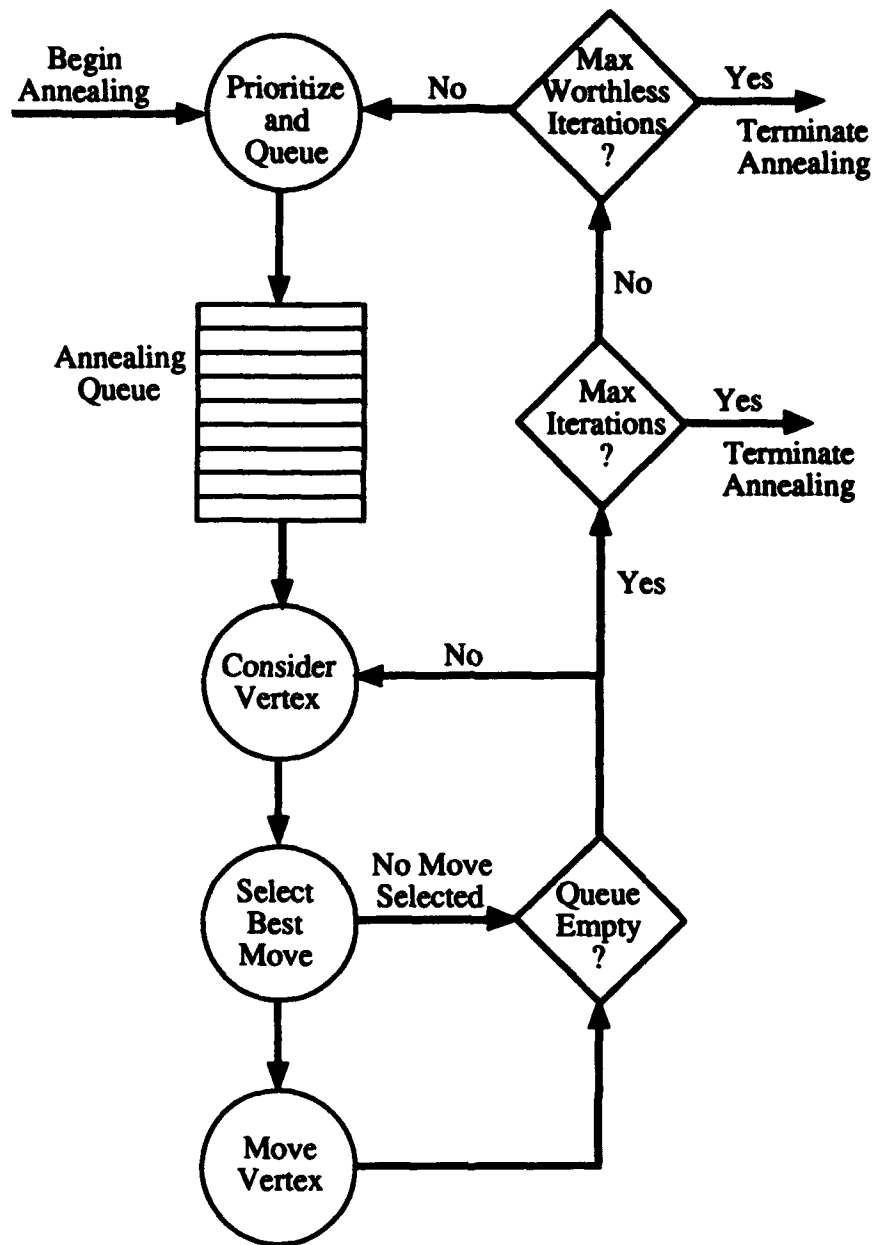 Begin
Annealing
Prioritize
and
Queue
No
Max
Worthless
Iterations
?
Yes
Terminate
Annealing
No
Annealing
Queue
Max
Iterations
?
Yes
Terminate
Annealing
Yes
Consider
Vertex
No
Select
Best
Move
No Move
Selected
Queue
Empty
?
Move
Vertex